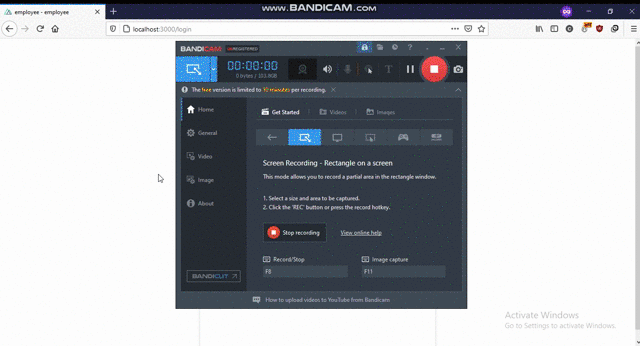 employee - employee
WWW.BANDICAM.COM
localhost:3000/login
BANDICAM UNREGISTERED
00:00:00
0 bytes / 103.9GB
The free version is limited to 10 minutes per recording.
Home
General
Video
Image
About
BANDICUT
Get Started
Videos
Images
Screen Recording - Rectangle on a screen
This mode allows you to record a partial area in the rectangle window.
1. Select a size and area to be captured.
2. Click the 'REC' button or press the record hotkey.
Stop recording
View online help
Record/Stop
Image capture
F8
F11
How to upload videos to YouTube from Bandicam
Activate Windows
Go to Settings to activate Windows.